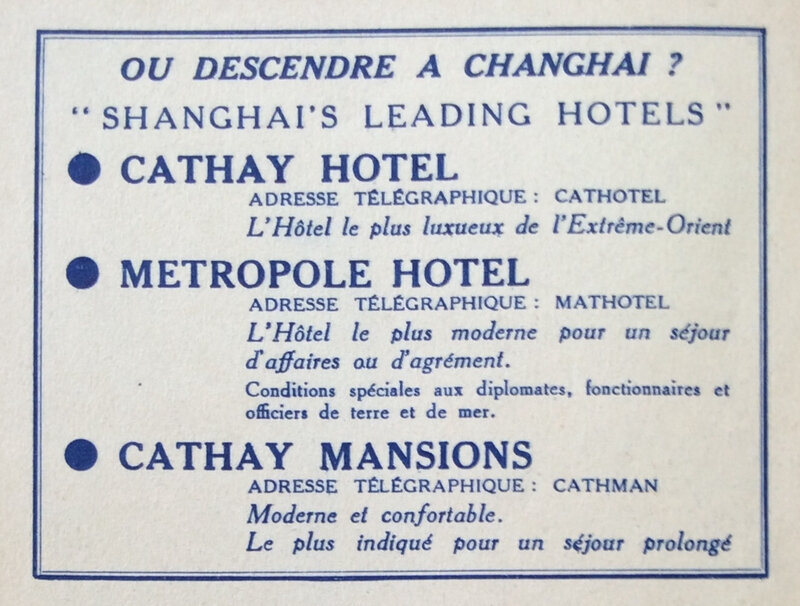 OU DESCENDRE A CHANGHAI ?
"SHANGHAI'S LEADING HOTELS"
● CATHAY HOTEL
ADRESSE TÉLÉGRAPHIQUE : CATHOTEL
L'Hôtel le plus luxueux de l'Extrême-Orient
● METROPOLE HOTEL
ADRESSE TÉLÉGRAPHIQUE : MATHOTEL
L'Hôtel le plus moderne pour un séjour
d'affaires ou d'agrément.
Conditions spéciales aux diplomates, fonctionnaires et
officiers de terre et de mer.
● CATHAY MANSIONS
ADRESSE TÉLÉGRAPHIQUE : CATHMAN
Moderne et confortable.
Le plus indiqué pour un séjour prolongé